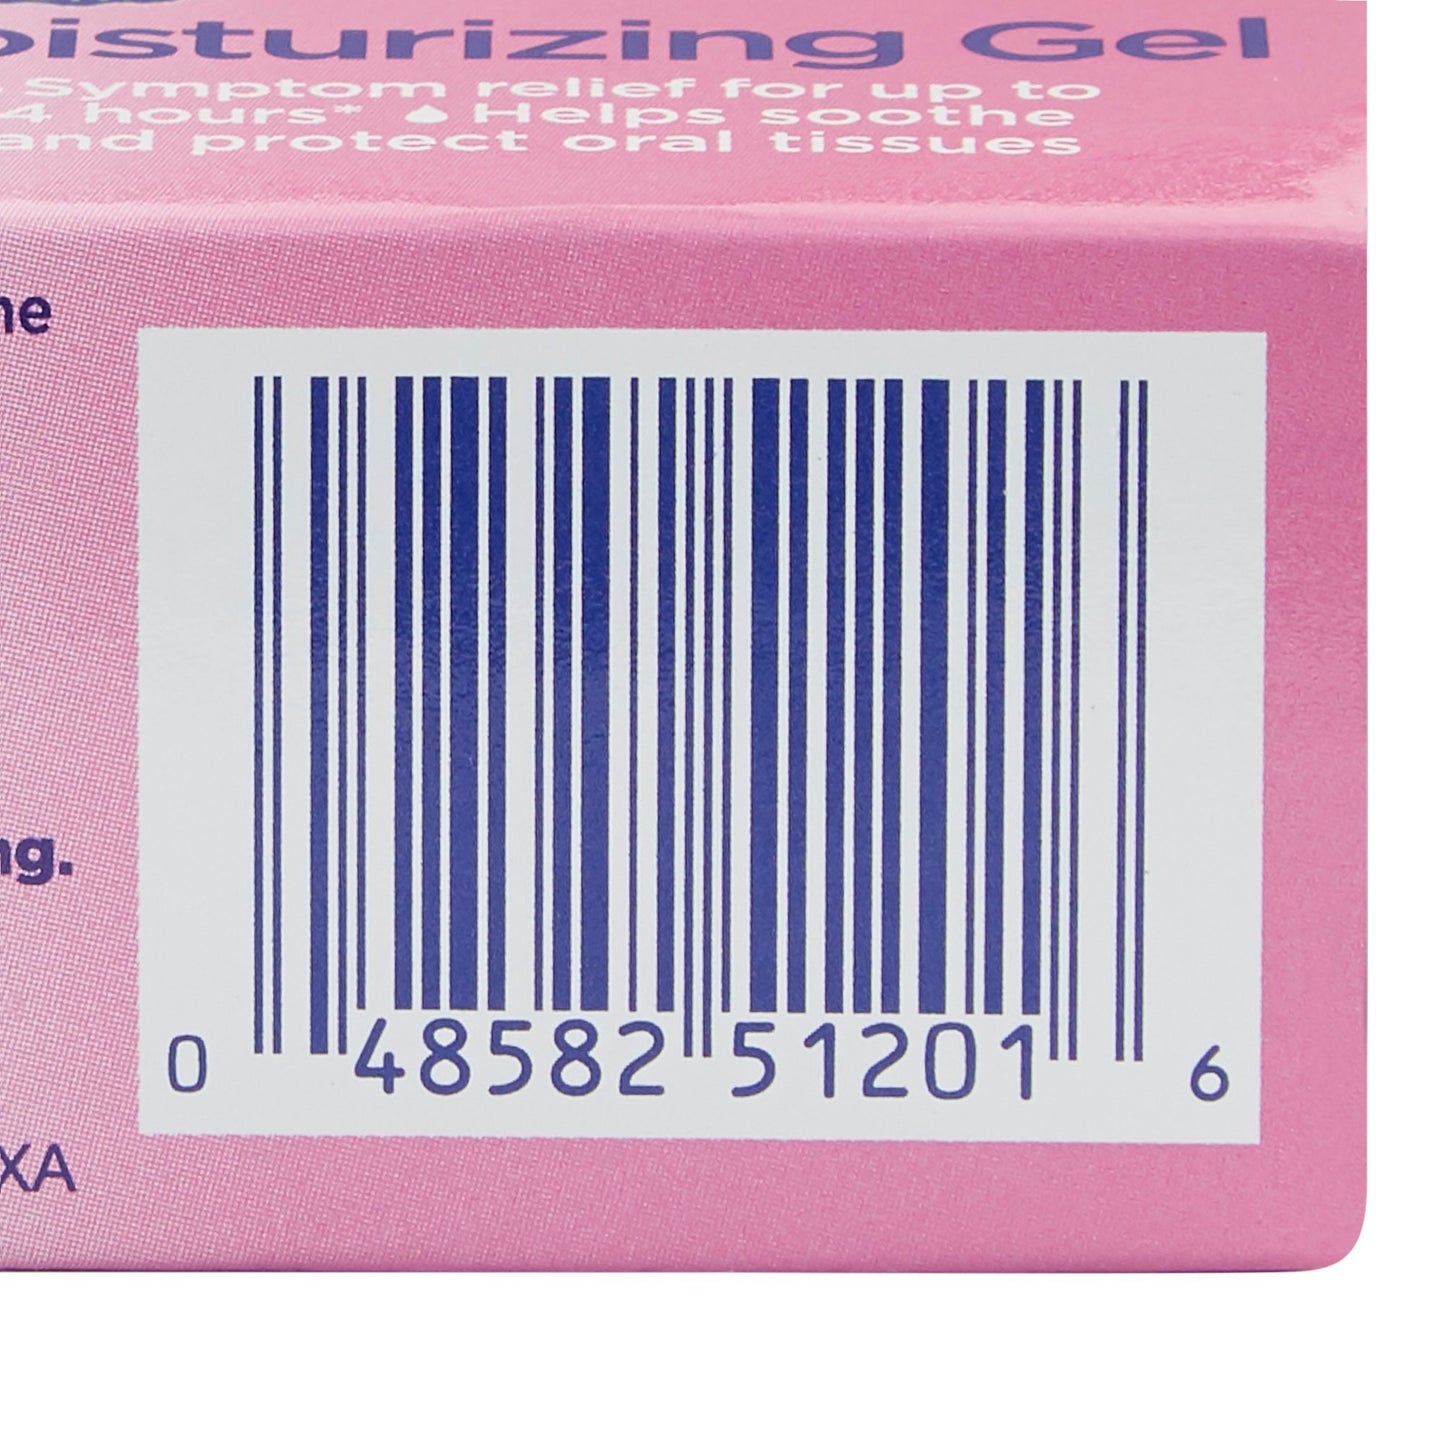 oisturizing Gel
Symptom relief for up to
4 hours* Helps soothe
and protect oral tissues
ne
ng.
0 48582 51201 6
XA